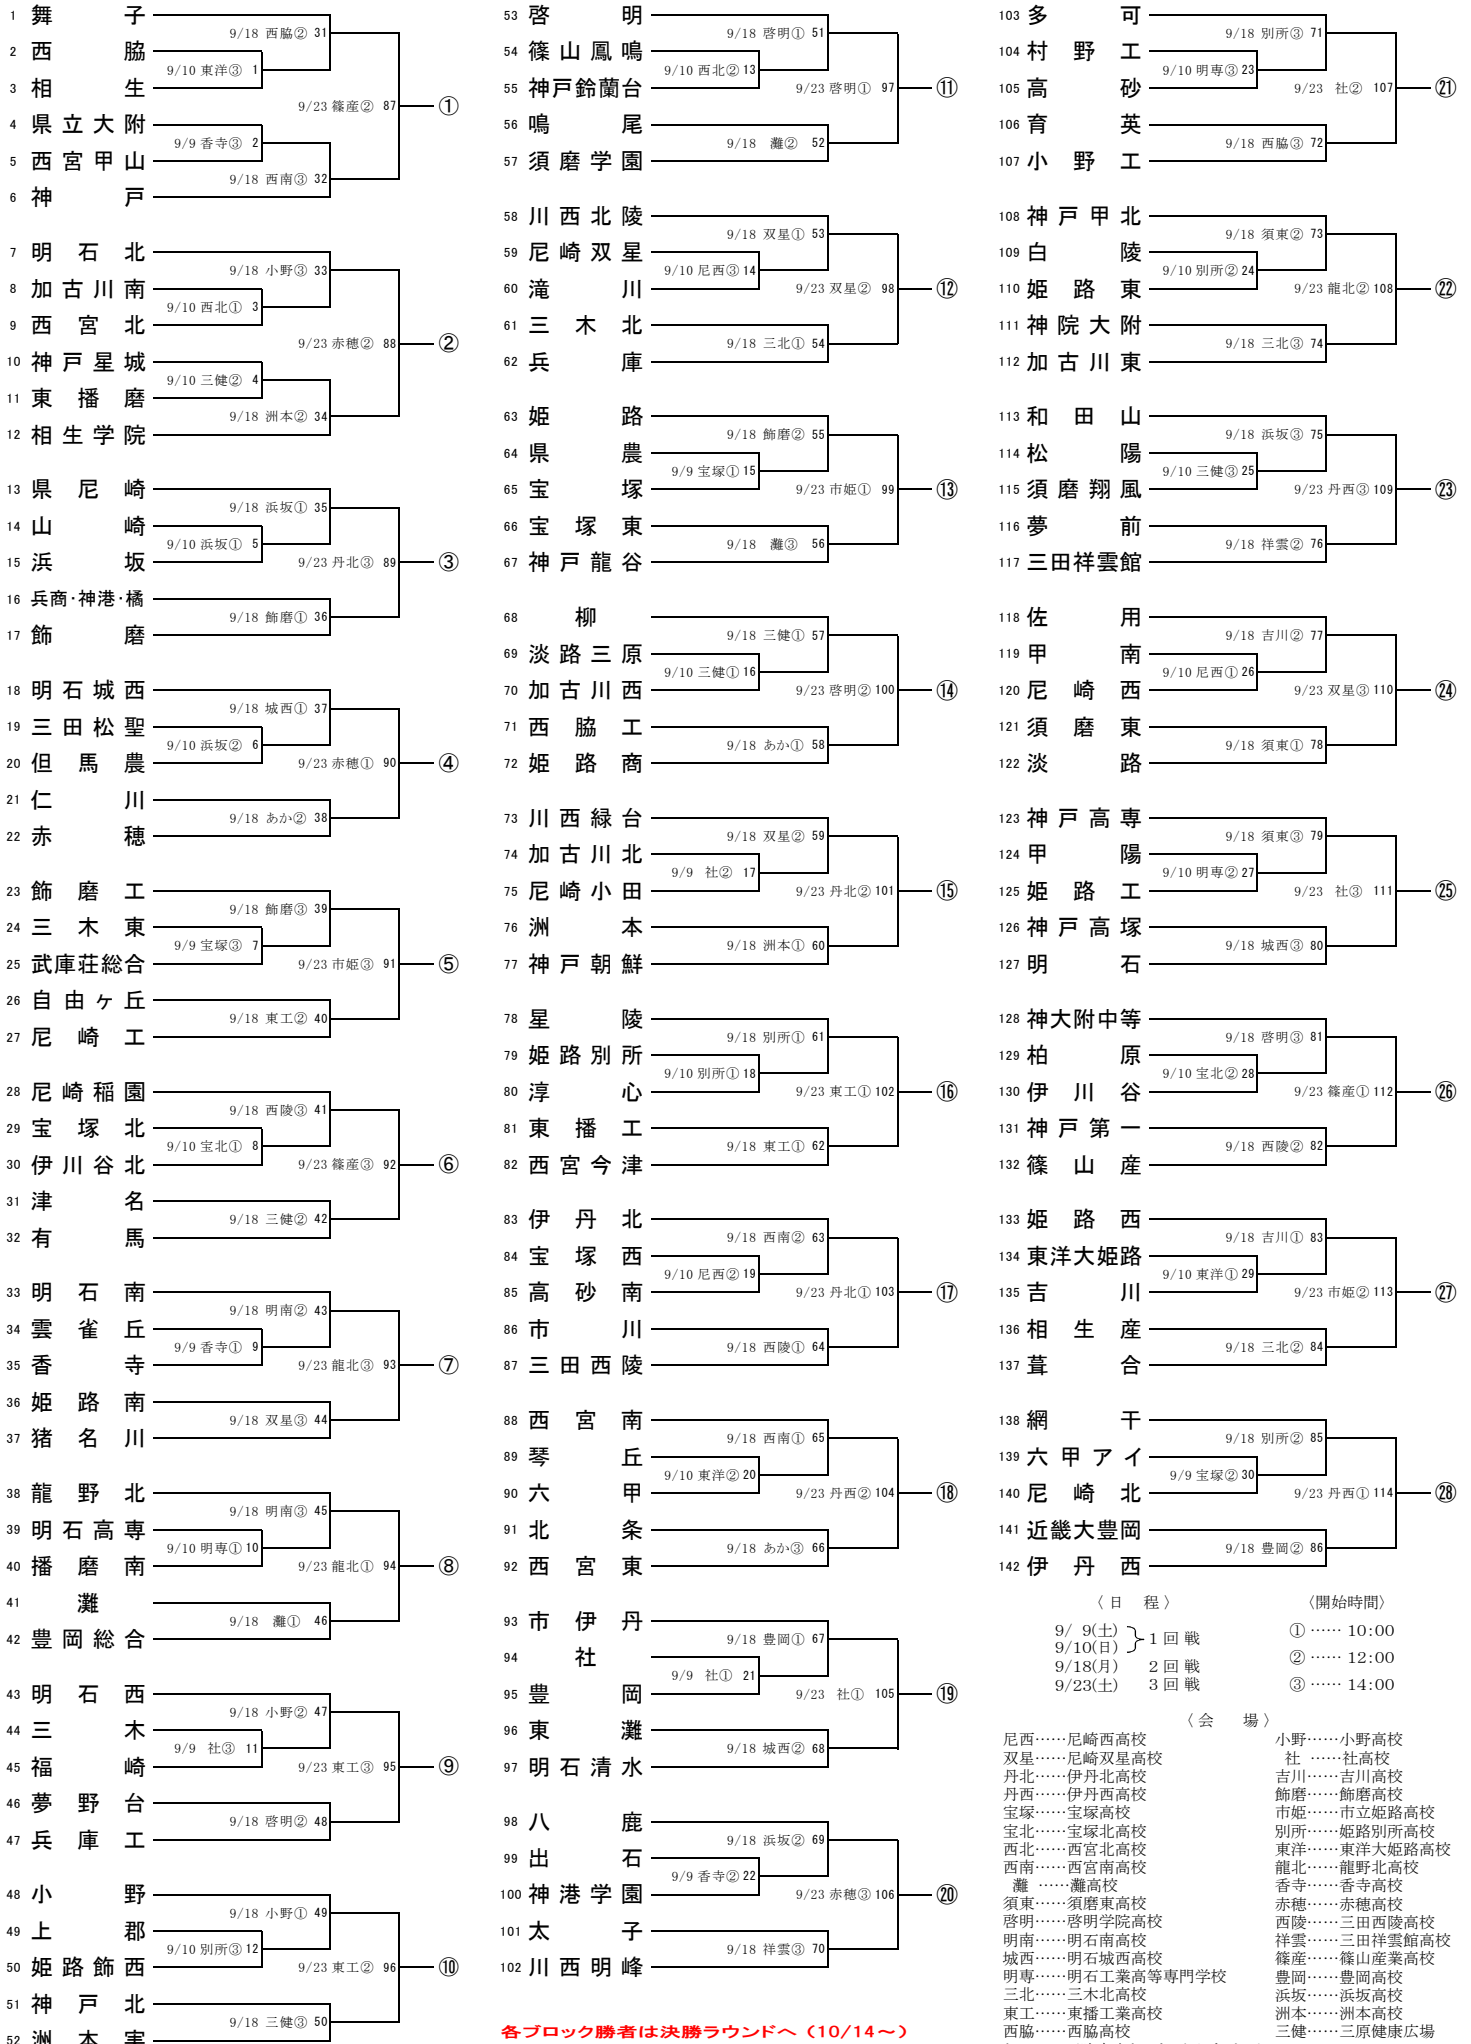 1 舞子
9/18 西脇② 31
2 西脇
9/10 東洋③ 1
3 相生
9/23 篠産② 87
①
4 県立大附
9/9 香寺③ 2
5 西宮甲山
9/18 西南③ 32
6 神戸
7 明石北
9/18 小野③ 33
8 加古川南
9/10 西北① 3
9 西宮北
9/23 赤穂② 88
②
10 神戸星城
9/10 三健② 4
11 東播磨
9/18 洲本② 34
12 相生学院
13 県尼崎
9/18 浜坂① 35
14 山崎
9/10 浜坂① 5
15 浜坂
9/23 丹北③ 89
③
16 兵商・神港・橘
9/18 飾磨① 36
17 飾磨
18 明石城西
9/18 城西① 37
19 三田松聖
9/10 浜坂② 6
20 但馬農
9/23 赤穂① 90
④
21 仁川
9/18 あか② 38
22 赤穂
23 飾磨工
9/18 飾磨③ 39
24 三木東
9/9 宝塚③ 7
25 武庫荘総合
9/23 市姫③ 91
⑤
26 自由ヶ丘
9/18 東工② 40
27 尼崎工
28 尼崎稲園
9/18 西陵③ 41
29 宝塚北
9/10 宝北① 8
30 伊川谷北
9/23 篠産③ 92
⑥
31 津名
9/18 三健② 42
32 有馬
33 明石南
9/18 明南② 43
34 雲雀丘
9/9 香寺① 9
35 香寺
9/23 龍北③ 93
⑦
36 姫路南
9/18 双星③ 44
37 猪名川
38 龍野北
9/18 明南③ 45
39 明石高専
9/10 明専① 10
40 播磨南
9/23 龍北① 94
⑧
41 灘
9/18 灘① 46
42 豊岡総合
43 明石西
9/18 小野② 47
44 三木
9/9 社③ 11
45 福崎
9/23 東工③ 95
⑨
46 夢野台
9/18 啓明② 48
47 兵庫工
48 小野
9/18 小野① 49
49 上郡
9/10 別所③ 12
50 姫路飾西
9/23 東工② 96
⑩
51 神戸北
9/18 三健③ 50
52 洲本実
53 啓明
9/18 啓明① 51
54 篠山鳳鳴
9/10 西北② 13
55 神戸鈴蘭台
9/23 啓明① 97
⑪
56 鳴尾
9/18 灘② 52
57 須磨学園
58 川西北陵
9/18 双星① 53
59 尼崎双星
9/10 尼西③ 14
60 滝川
9/23 双星② 98
⑫
61 三木北
9/18 三北① 54
62 兵庫
63 姫路
9/18 飾磨② 55
64 県農
9/9 宝塚① 15
65 宝塚
9/23 市姫① 99
⑬
66 宝塚東
9/18 灘③ 56
67 神戸龍谷
68 柳
9/18 三健① 57
69 淡路三原
9/10 三健① 16
70 加古川西
9/23 啓明② 100
⑭
71 西脇工
9/18 あか① 58
72 姫路商
73 川西緑台
9/18 双星② 59
74 加古川北
9/9 社② 17
75 尼崎小田
9/23 丹北② 101
⑮
76 洲本
9/18 洲本① 60
77 神戸朝鮮
78 星陵
9/18 別所① 61
79 姫路別所
9/10 別所① 18
80 淳心
9/23 東工① 102
⑯
81 東播工
9/18 東工① 62
82 西宮今津
83 伊丹北
9/18 西南② 63
84 宝塚西
9/10 尼西② 19
85 高砂南
9/23 丹北① 103
⑰
86 市川
9/18 西陵① 64
87 三田西陵
88 西宮南
9/18 西南① 65
89 琴丘
9/10 東洋② 20
90 六甲
9/23 丹西② 104
⑱
91 北条
9/18 あか③ 66
92 西宮東
93 市伊丹
9/18 豊岡① 67
94 社
9/9 社① 21
95 豊岡
9/23 社① 105
⑲
96 東灘
9/18 城西② 68
97 明石清水
98 八鹿
9/18 浜坂② 69
99 出石
9/9 香寺② 22
100 神港学園
9/23 赤穂③ 106
⑳
101 太子
9/18 祥雲③ 70
102 川西明峰
各ブロック勝者は決勝ラウンドへ（10/14～）
103 多可
9/18 別所③ 71
104 村野工
9/10 明専③ 23
105 高砂
9/23 社② 107
㉑
106 育英
9/18 西脇③ 72
107 小野工
108 神戸甲北
9/18 須東② 73
109 白陵
9/10 別所② 24
110 姫路東
9/23 龍北② 108
㉒
111 神院大附
9/18 三北③ 74
112 加古川東
113 和田山
9/18 浜坂③ 75
114 松陽
9/10 三健③ 25
115 須磨翔風
9/23 丹西③ 109
㉓
116 夢前
9/18 祥雲② 76
117 三田祥雲館
118 佐用
9/18 吉川② 77
119 甲南
9/10 尼西① 26
120 尼崎西
9/23 双星③ 110
㉔
121 須磨東
9/18 須東① 78
122 淡路
123 神戸高専
9/18 須東③ 79
124 甲陽
9/10 明専② 27
125 姫路工
9/23 社③ 111
㉕
126 神戸高塚
9/18 城西③ 80
127 明石
128 神大附中等
9/18 啓明③ 81
129 柏原
9/10 宝北② 28
130 伊川谷
9/23 篠産① 112
㉖
131 神戸第一
9/18 西陵② 82
132 篠山産
133 姫路西
9/18 吉川① 83
134 東洋大姫路
9/10 東洋① 29
135 吉川
9/23 市姫② 113
㉗
136 相生産
9/18 三北② 84
137 葺合
138 網干
9/18 別所② 85
139 六甲アイ
9/9 宝塚② 30
140 尼崎北
9/23 丹西① 114
㉘
141 近畿大豊岡
9/18 豊岡② 86
142 伊丹西
〈日 程〉
9/ 9(土)
9/10(日)
1回戦
9/18(月) 2回戦
9/23(土) 3回戦
〈開始時間〉
① …… 10:00
② …… 12:00
③ …… 14:00
〈会 場〉
尼西……尼崎西高校
双星……尼崎双星高校
丹北……伊丹北高校
丹西……伊丹西高校
宝塚……宝塚高校
宝北……宝塚北高校
西北……西宮北高校
西南……西宮南高校
灘 ……灘高校
須東……須磨東高校
啓明……啓明学院高校
明南……明石南高校
城西……明石城西高校
明専……明石工業高等専門学校
三北……三木北高校
東工……東播工業高校
西脇……西脇高校
小野……小野高校
社 ……社高校
吉川……吉川高校
飾磨……飾磨高校
市姫……市立姫路高校
別所……姫路別所高校
東洋……東洋大姫路高校
龍北……龍野北高校
香寺……香寺高校
赤穂……赤穂高校
西陵……三田西陵高校
祥雲……三田祥雲館高校
篠産……篠山産業高校
豊岡……豊岡高校
浜坂……浜坂高校
洲本……洲本高校
三健……三原健康広場